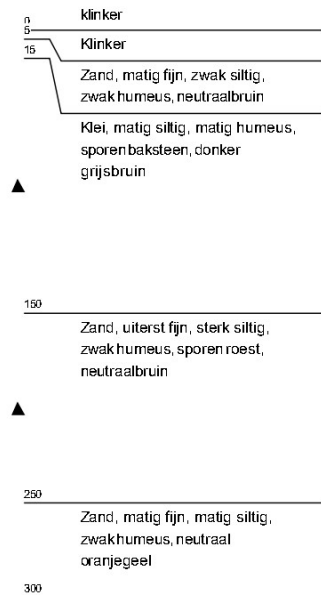 klinker
0
5
Klinker
15
Zand, matig fijn, zwak siltig,
zwak humeus, neutraalbruin
Klei, matig siltig, matig humeus,
sporen baksteen, donker
grijsbruin
150
Zand, uiterst fijn, sterk siltig,
zwak humeus, sporen roest,
neutraalbruin
250
Zand, matig fijn, matig siltig,
zwak humeus, neutraal
oranjegeel
300